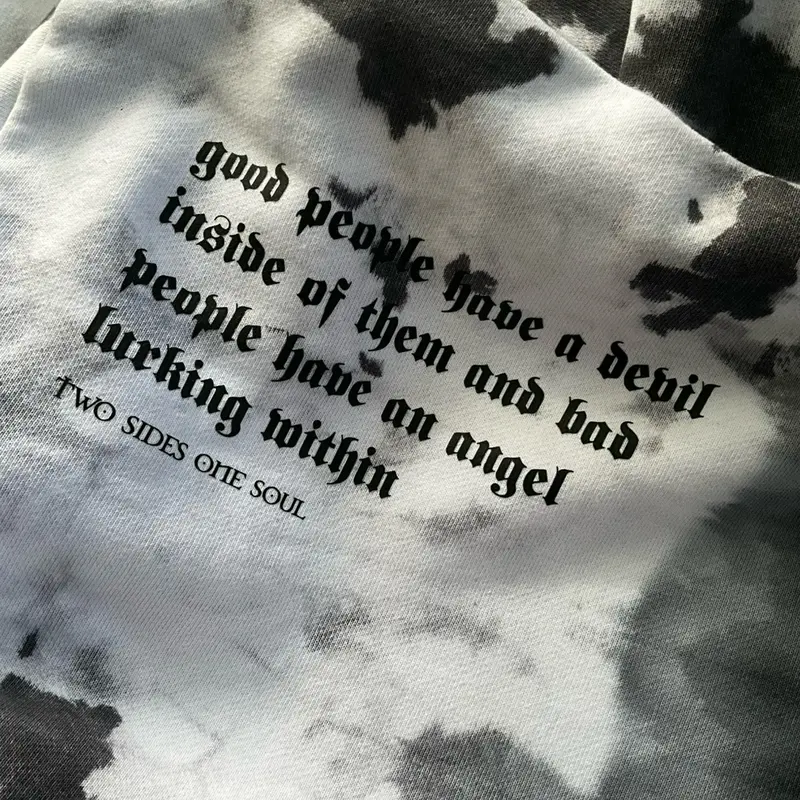 good people have a devil
inside of them and bad
people have an angel
lurking within
TWO SIDES ONE SOUL